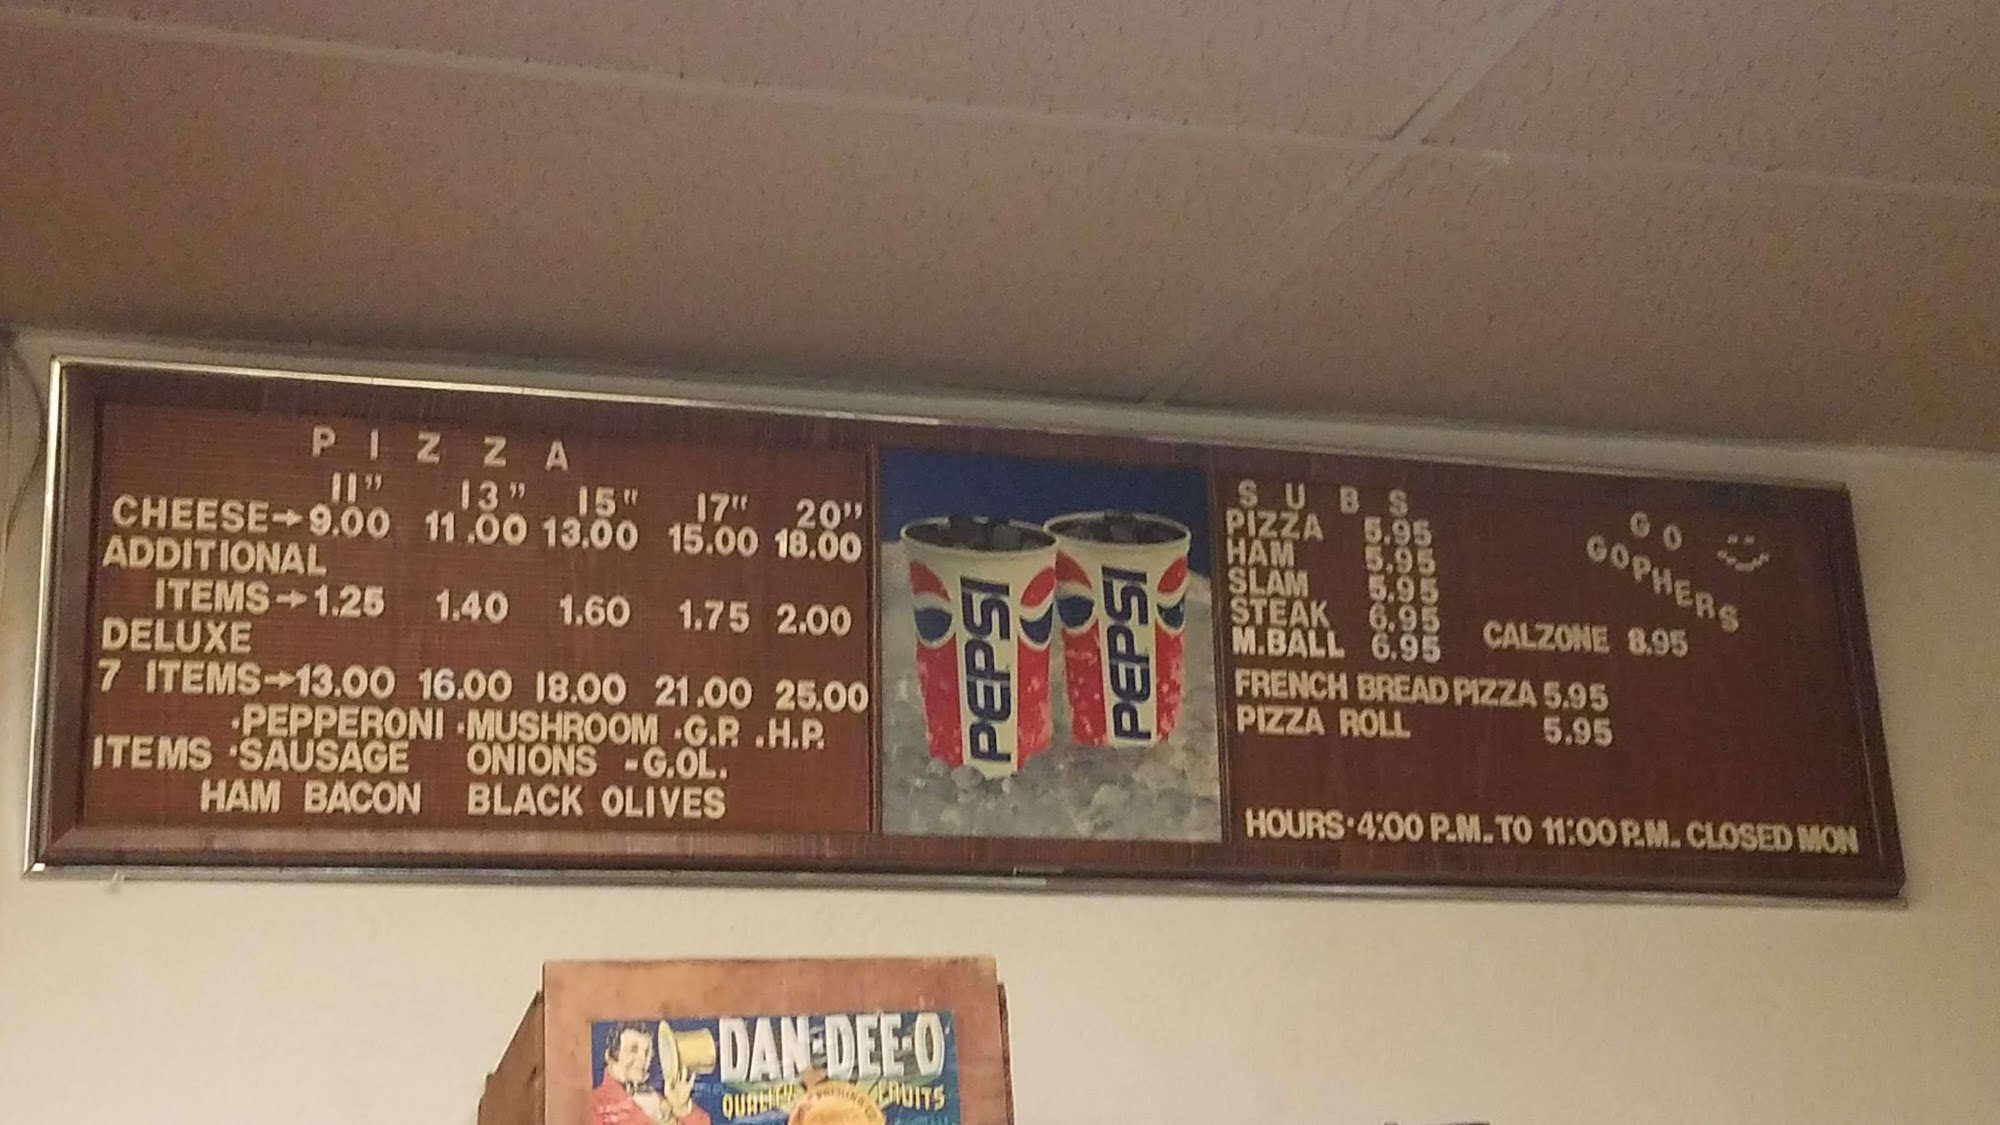 P I Z Z A
11" 13" 15" 17" 20"
CHEESE→9.00 11.00 13.00 15.00 18.00
ADDITIONAL
ITEMS→1.25 1.40 1.60 1.75 2.00
DELUXE
7 ITEMS→13.00 16.00 18.00 21.00 25.00
·PEPPERONI ·MUSHROOM ·G.P. .H.P.
ITEMS ·SAUSAGE ONIONS -G.OL.
HAM BACON BLACK OLIVES
PEPSI
PEPSI
S U B S
PIZZA 5.95
HAM 5.95
SLAM 5.95
STEAK 6.95
M.BALL 6.95
GO
GOPHERS
CALZONE 8.95
FRENCH BREAD PIZZA 5.95
PIZZA ROLL 5.95
HOURS·4:00 P.M. TO 11:00 P.M. CLOSED MON
DAN-DEE-O
QUALITY FRUITS